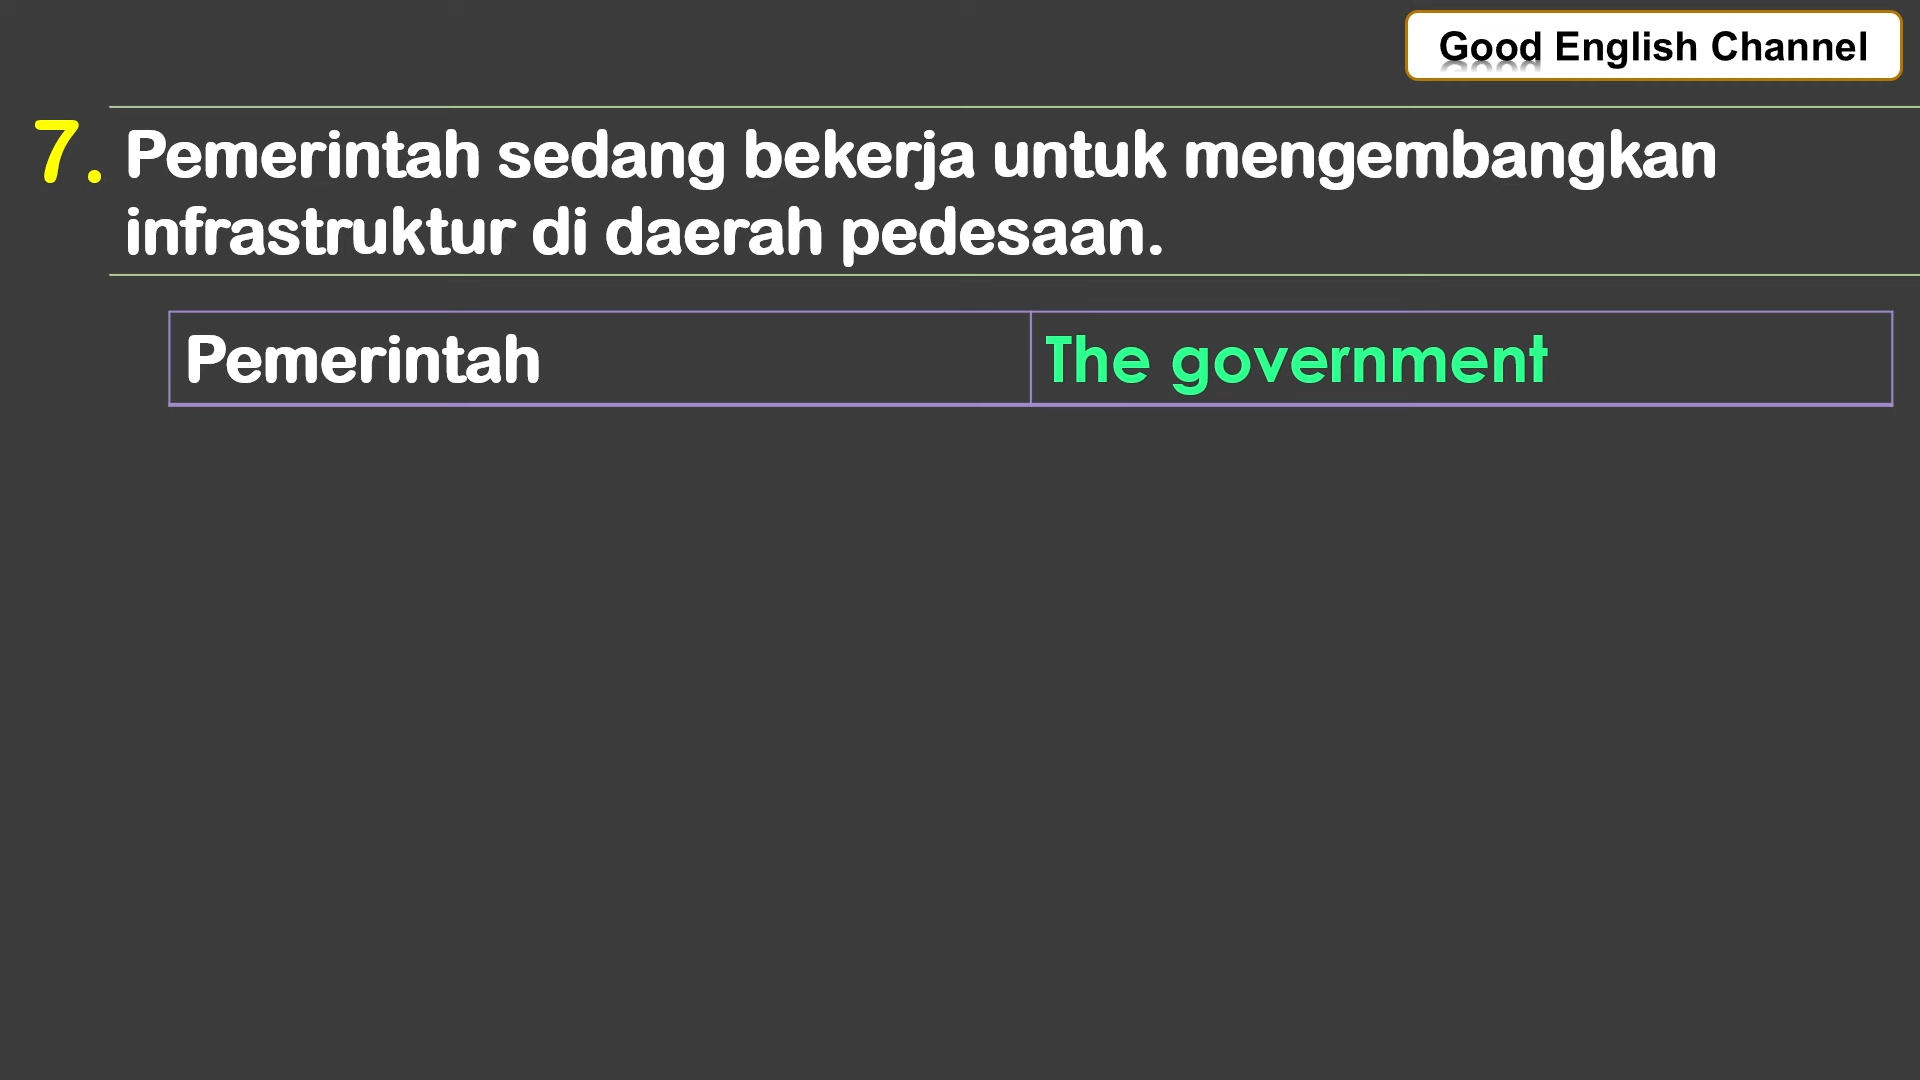 Good English Channel
7. Pemerintah sedang bekerja untuk mengembangkan
infrastruktur di daerah pedesaan.
Pemerintah The government